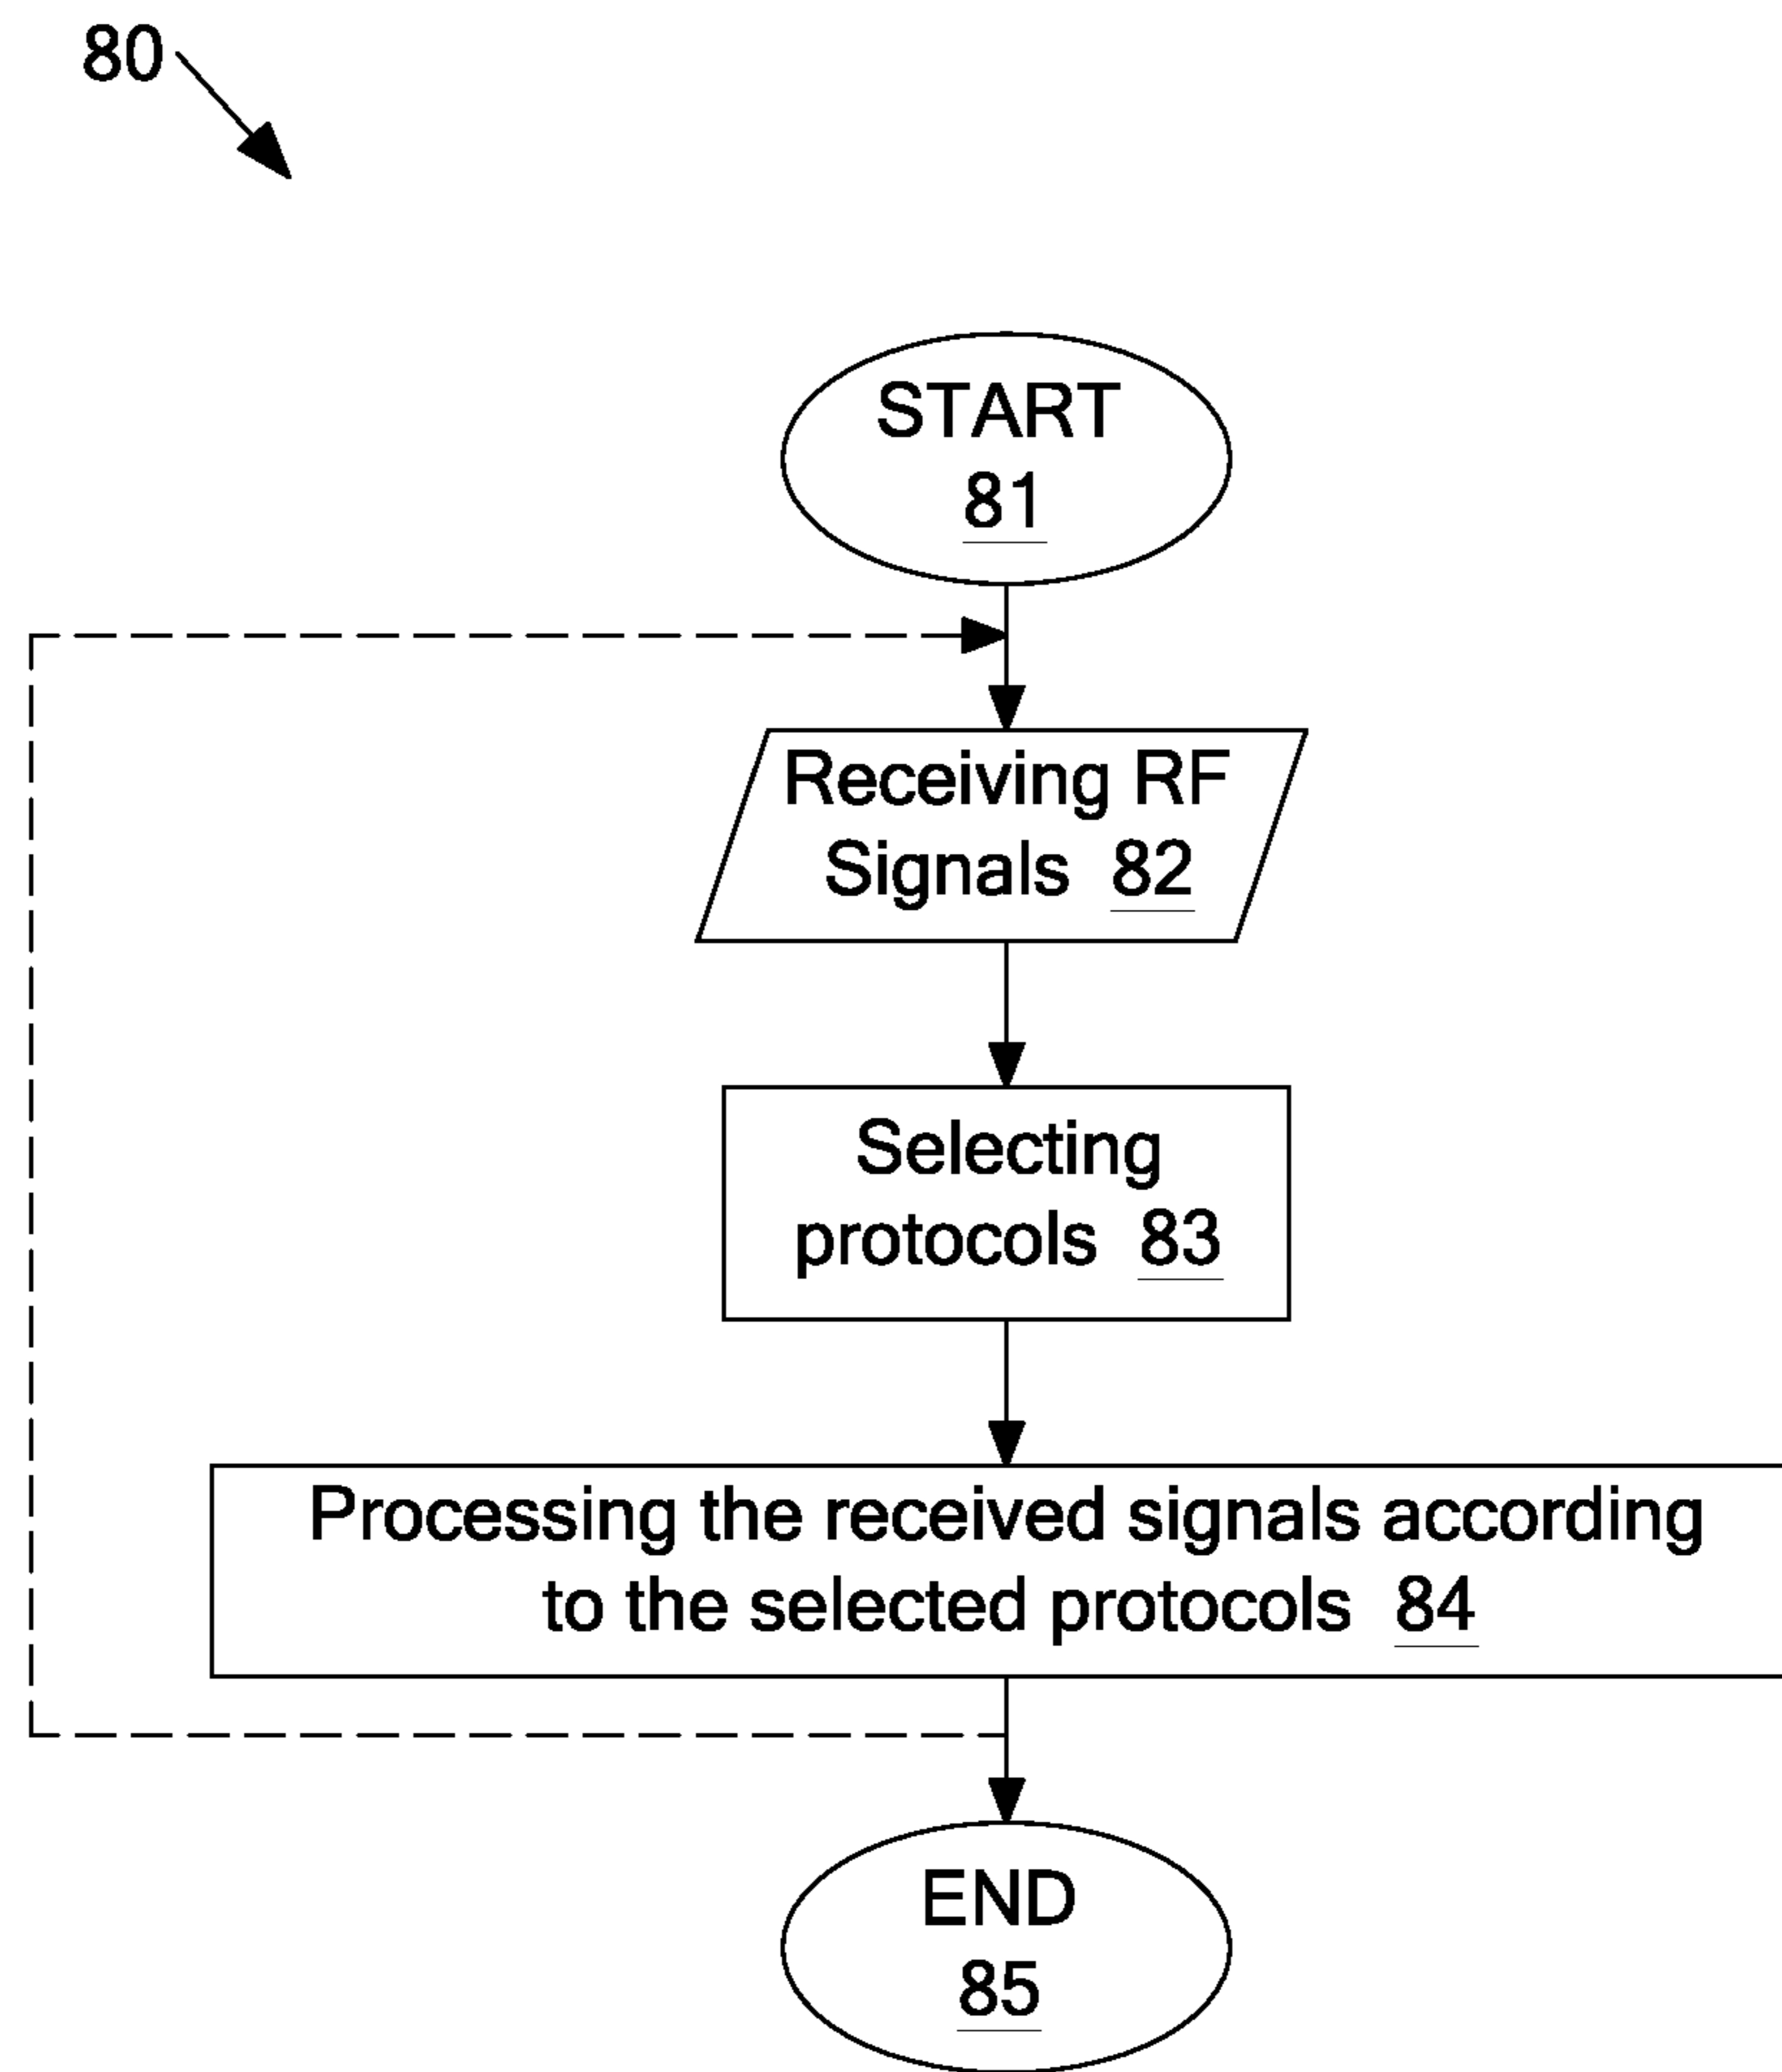 80
START
81
Receiving RF
Signals 82
Selecting
protocols 83
Processing the received signals according
to the selected protocols 84
END
85